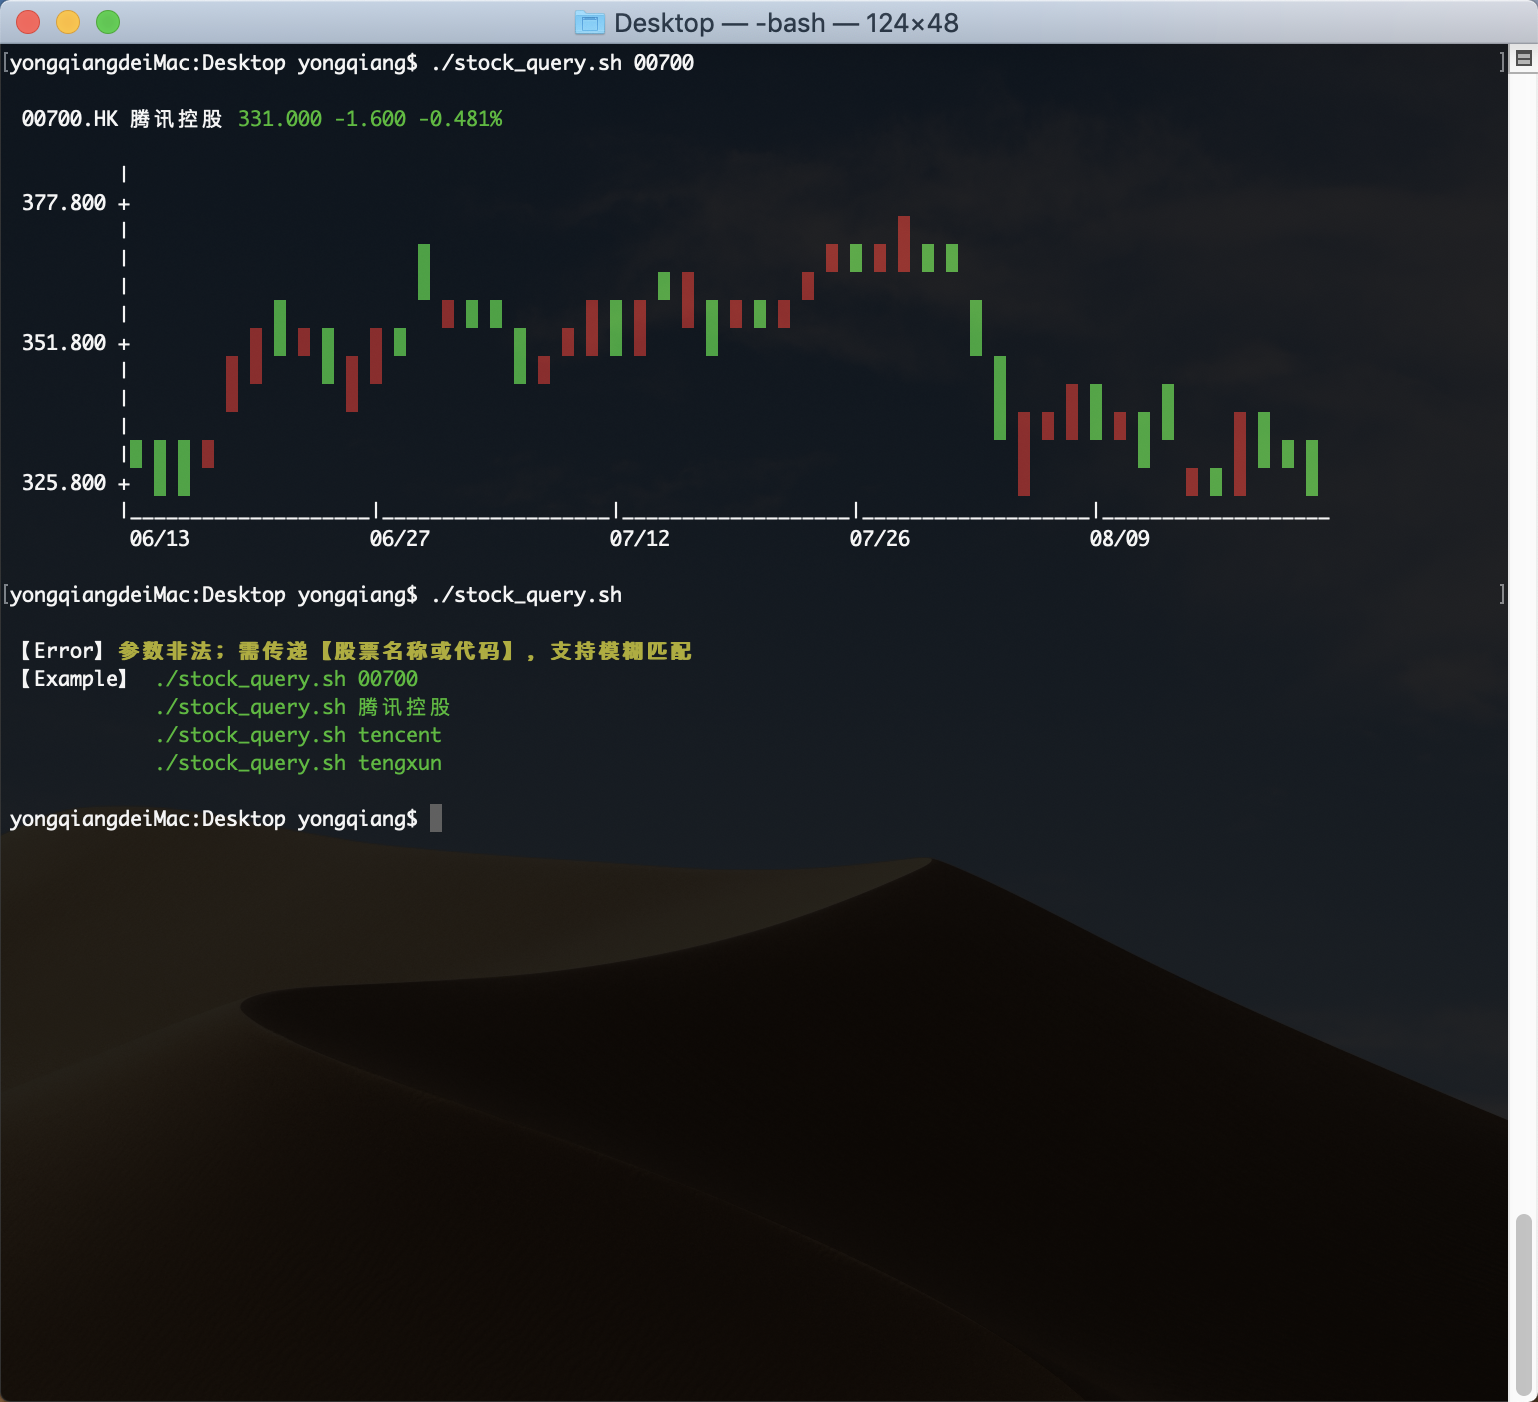 Desktop — -bash — 124×48
yongqiangdeiMac:Desktop yongqiang$ ./stock_query.sh 00700
00700.HK 腾讯控股 331.000 -1.600 -0.481%
377.800 +
351.800 +
325.800 +
06/13 06/27 07/12 07/26 08/09
yongqiangdeiMac:Desktop yongqiang$ ./stock_query.sh
【Error】参数非法；需传递【股票名称或代码】，支持模糊匹配
【Example】 ./stock_query.sh 00700
./stock_query.sh 腾讯控股
./stock_query.sh tencent
./stock_query.sh tengxun
yongqiangdeiMac:Desktop yongqiang$